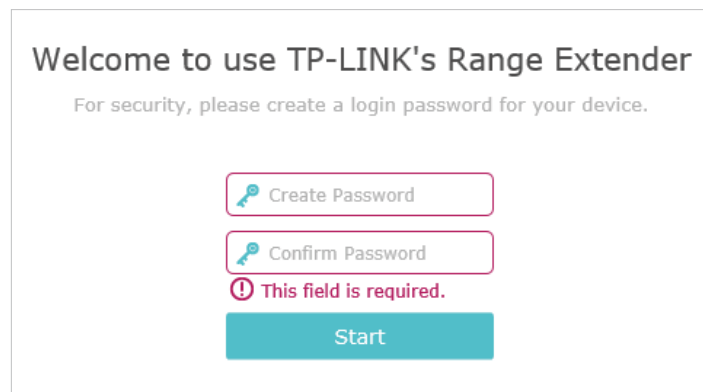 Welcome to use TP-LINK's Range Extender
For security, please create a login password for your device.
Create Password
Confirm Password
This field is required.
Start